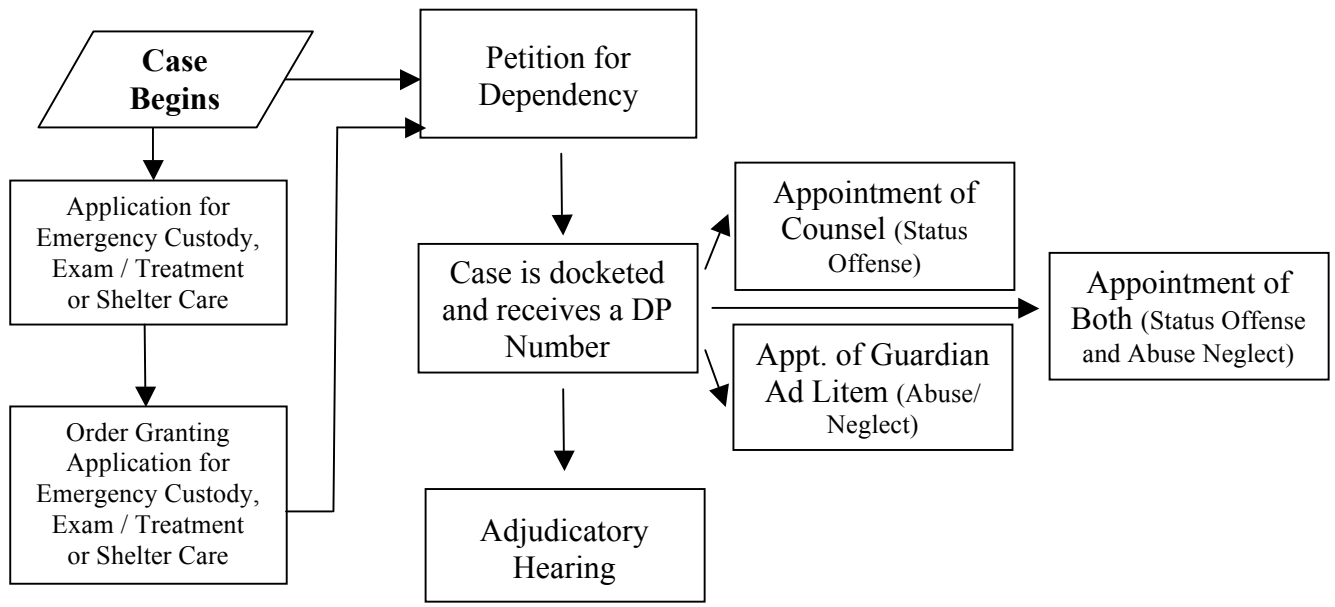 Case
Begins
Petition for
Dependency
Application for
Emergency Custody,
Exam / Treatment
or Shelter Care
Order Granting
Application for
Emergency Custody,
Exam / Treatment
or Shelter Care
Case is docketed
and receives a DP
Number
Appointment of
Counsel (Status
Offense)
Appt. of Guardian
Ad Litem (Abuse/
Neglect)
Appointment of
Both (Status Offense
and Abuse Neglect)
Adjudicatory
Hearing